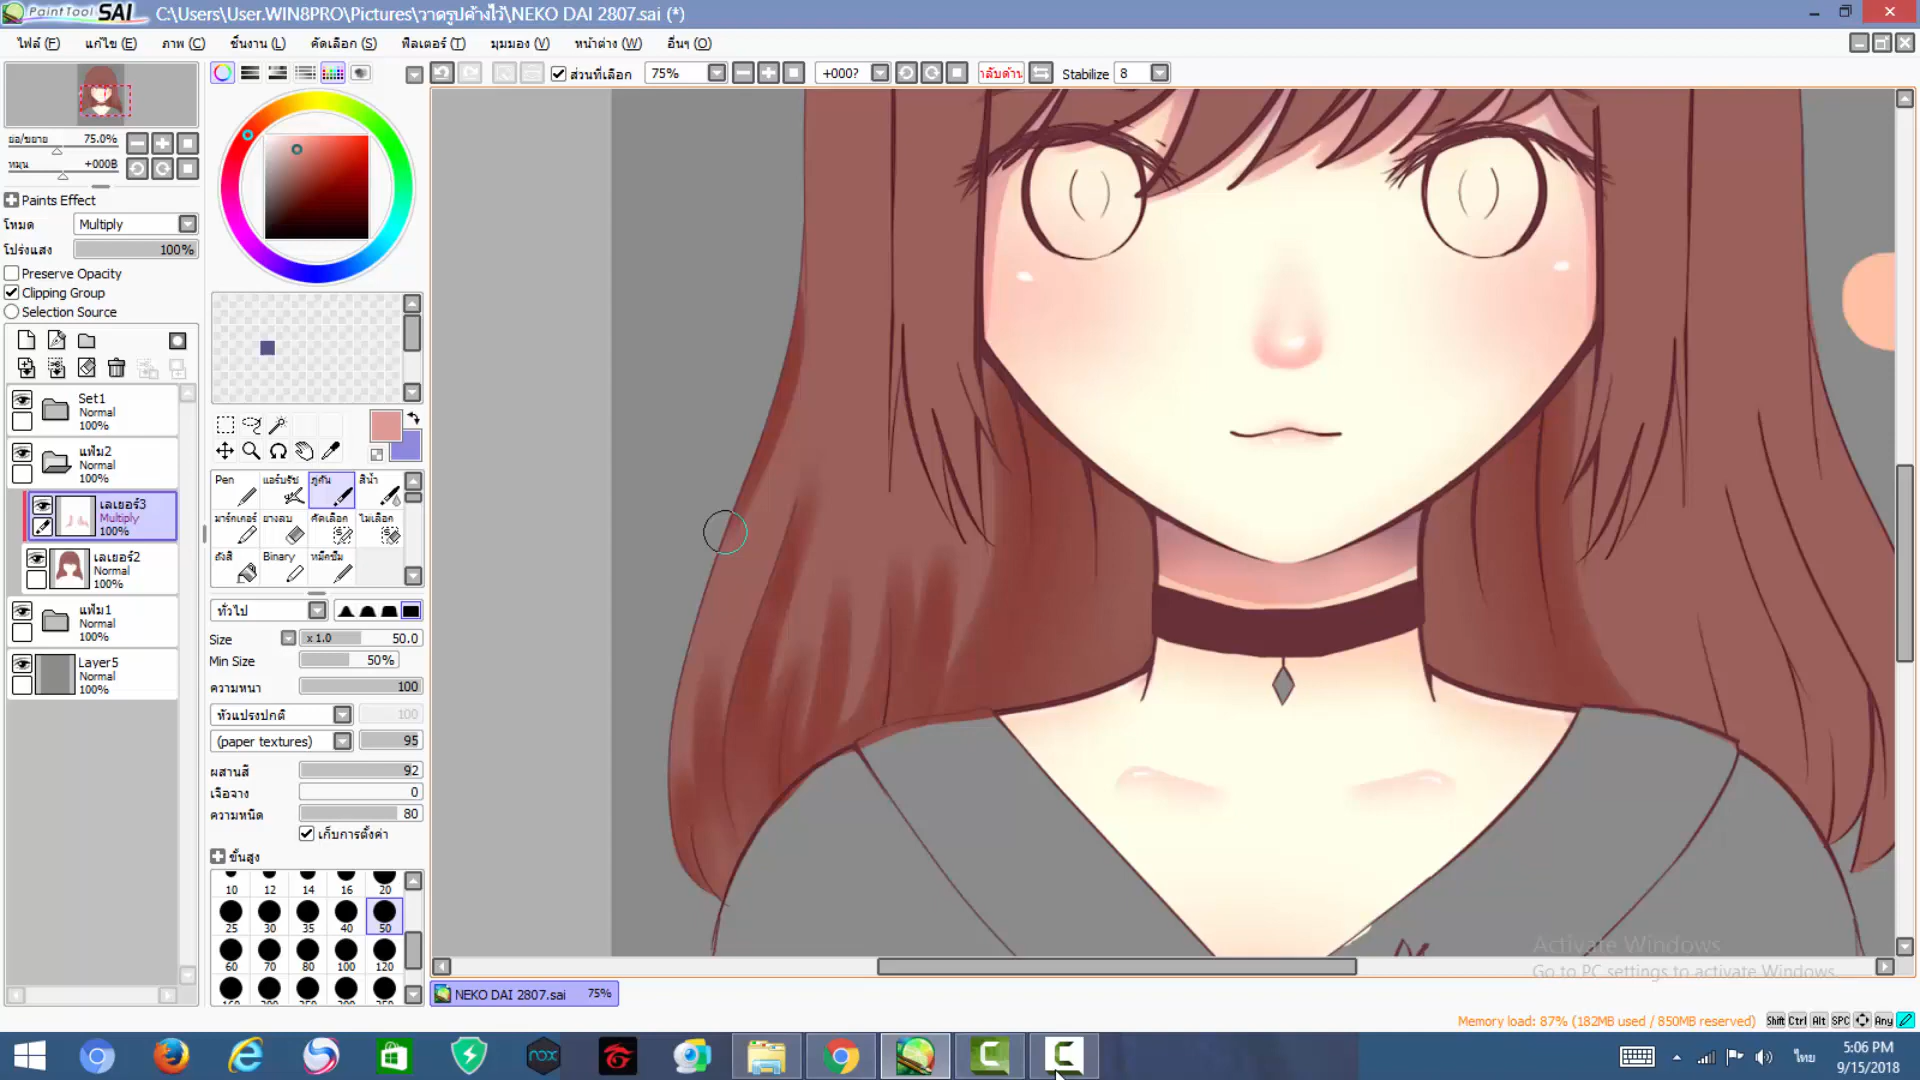 PaintTool SAI C:\Users\User.WIN8PRO\Pictures\วาดรูปค้างไว้\NEKO DAI 2807.sai (*)
ไฟล์ (F) แก้ไข (E) ภาพ (C) ชิ้นงาน (L) คัดเลือก (S) ฟิลเตอร์ (T) มุมมอง (V) หน้าต่าง (W) อื่นๆ (O)
ส่วนที่เลือก 75% +000? าลับด้าน Stabilize 8
ย่อ/ขยาย 75.0%
หมุน +000B
Paints Effect
โหมด Multiply
โปร่งแสง 100%
Preserve Opacity
Clipping Group
Selection Source
Set1
Normal
100%
แฟ้ม2
Normal
100%
เลเยอร์3
Multiply
100%
เลเยอร์2
Normal
100%
แฟ้ม1
Normal
100%
Layer5
Normal
100%
Pen แอร์บรัช ภู่กัน สีน้ำ
มาร์กเกอร์ ยางลบ คัดเลือก ไม่เลือก
ถังสี Binary หมึกซึม
ทั่วไป
Size x 1.0 50.0
Min Size 50%
ความหนา 100
หัวแปรงปกติ 100
(paper textures) 95
ผสานสี 92
เจือจาง 0
ความหนืด 80
เก็บการตั้งค่า
ขั้นสูง
10 12 14 16 20
25 30 35 40 50
60 70 80 100 120
NEKO DAI 2807.sai 75%
Activate Windows
Go to PC settings to activate Windows.
Memory load: 87% (182MB used / 850MB reserved) Shift Ctrl Alt SPC Any
nox
ไทย
5:06 PM
9/15/2018